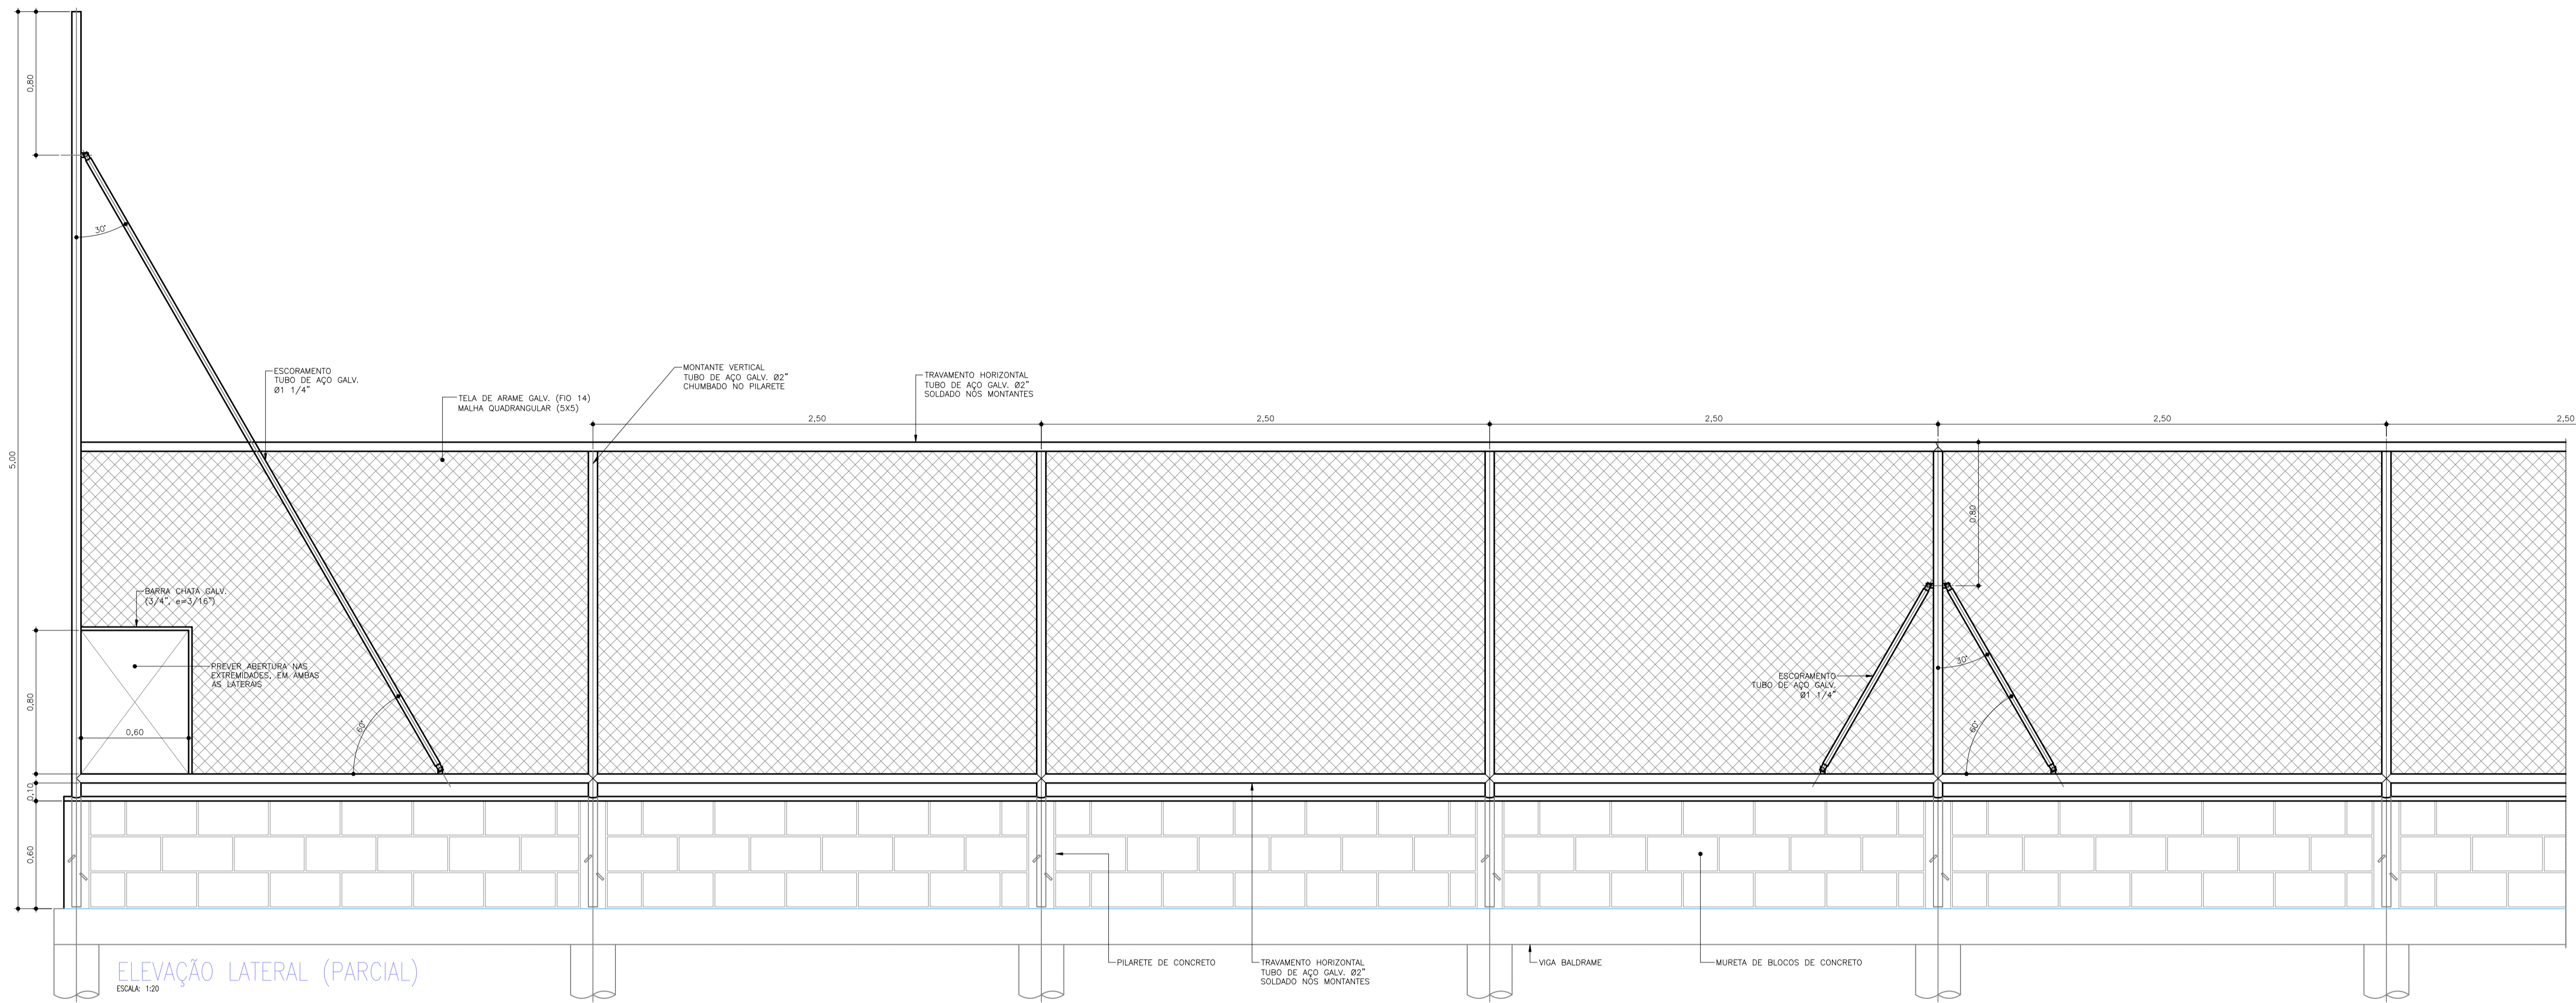 0,80
5,00
30°
ESCORAMENTO
TUBO DE AÇO GALV.
Ø1 1/4"
TELA DE ARAME GALV. (FIO 14)
MALHA QUADRANGULAR (5X5)
MONTANTE VERTICAL
TUBO DE AÇO GALV. Ø2"
CHUMBADO NO PILARETE
TRAVAMENTO HORIZONTAL
TUBO DE AÇO GALV. Ø2"
SOLDADO NOS MONTANTES
2,50
2,50
2,50
2,50
2,50
0,80
BARRA CHATA GALV.
(3/4", e=3/16")
PREVER ABERTURA NAS
EXTREMIDADES, EM AMBAS
AS LATERAIS
0,80
0,60
60°
ESCORAMENTO
TUBO DE AÇO GALV.
Ø1 1/4"
30°
60°
0,10
0,60
PILARETE DE CONCRETO
TRAVAMENTO HORIZONTAL
TUBO DE AÇO GALV. Ø2"
SOLDADO NOS MONTANTES
VIGA BALDRAME
MURETA DE BLOCOS DE CONCRETO
ELEVAÇÃO LATERAL (PARCIAL)
ESCALA: 1:20